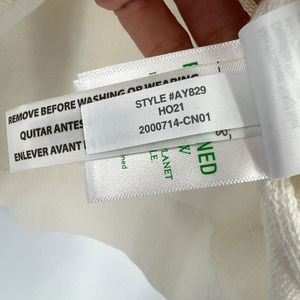 REMOVE BEFORE WASHING OR WEARING
QUITAR ANTES
ENLEVER AVANT
STYLE #AY829
HO21
2000714-CN01
NED
LANET